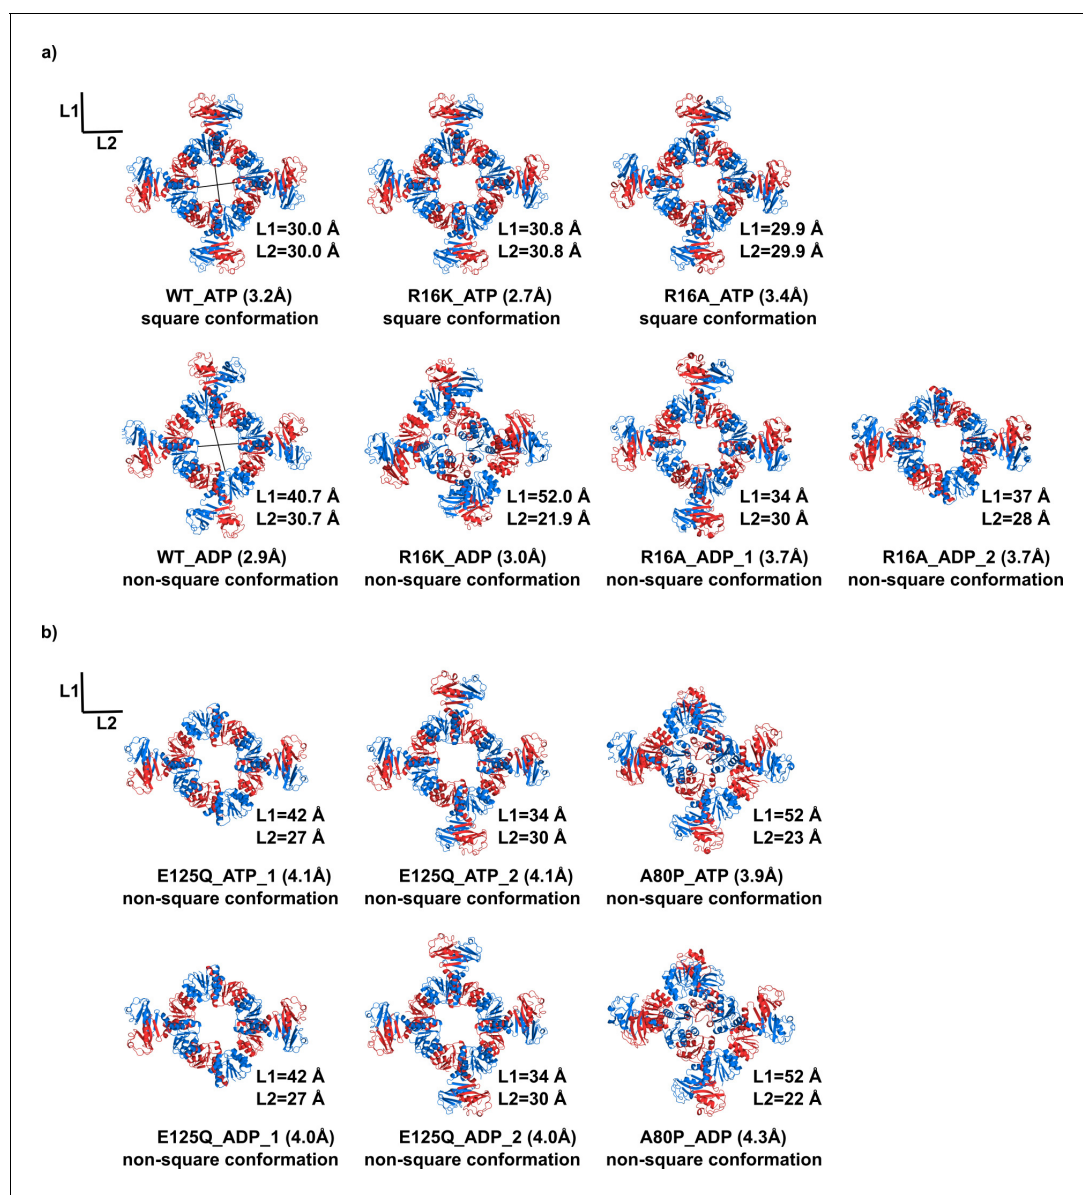 a)
L1
L2
L1=30.0 Å
L2=30.0 Å
WT_ATP (3.2Å)
square conformation
L1=30.8 Å
L2=30.8 Å
R16K_ATP (2.7Å)
square conformation
L1=29.9 Å
L2=29.9 Å
R16A_ATP (3.4Å)
square conformation
L1=40.7 Å
L2=30.7 Å
WT_ADP (2.9Å)
non-square conformation
L1=52.0 Å
L2=21.9 Å
R16K_ADP (3.0Å)
non-square conformation
L1=34 Å
L2=30 Å
R16A_ADP_1 (3.7Å)
non-square conformation
L1=37 Å
L2=28 Å
R16A_ADP_2 (3.7Å)
non-square conformation
b)
L1
L2
L1=42 Å
L2=27 Å
E125Q_ATP_1 (4.1Å)
non-square conformation
L1=34 Å
L2=30 Å
E125Q_ATP_2 (4.1Å)
non-square conformation
L1=52 Å
L2=23 Å
A80P_ATP (3.9Å)
non-square conformation
L1=42 Å
L2=27 Å
E125Q_ADP_1 (4.0Å)
non-square conformation
L1=34 Å
L2=30 Å
E125Q_ADP_2 (4.0Å)
non-square conformation
L1=52 Å
L2=22 Å
A80P_ADP (4.3Å)
non-square conformation